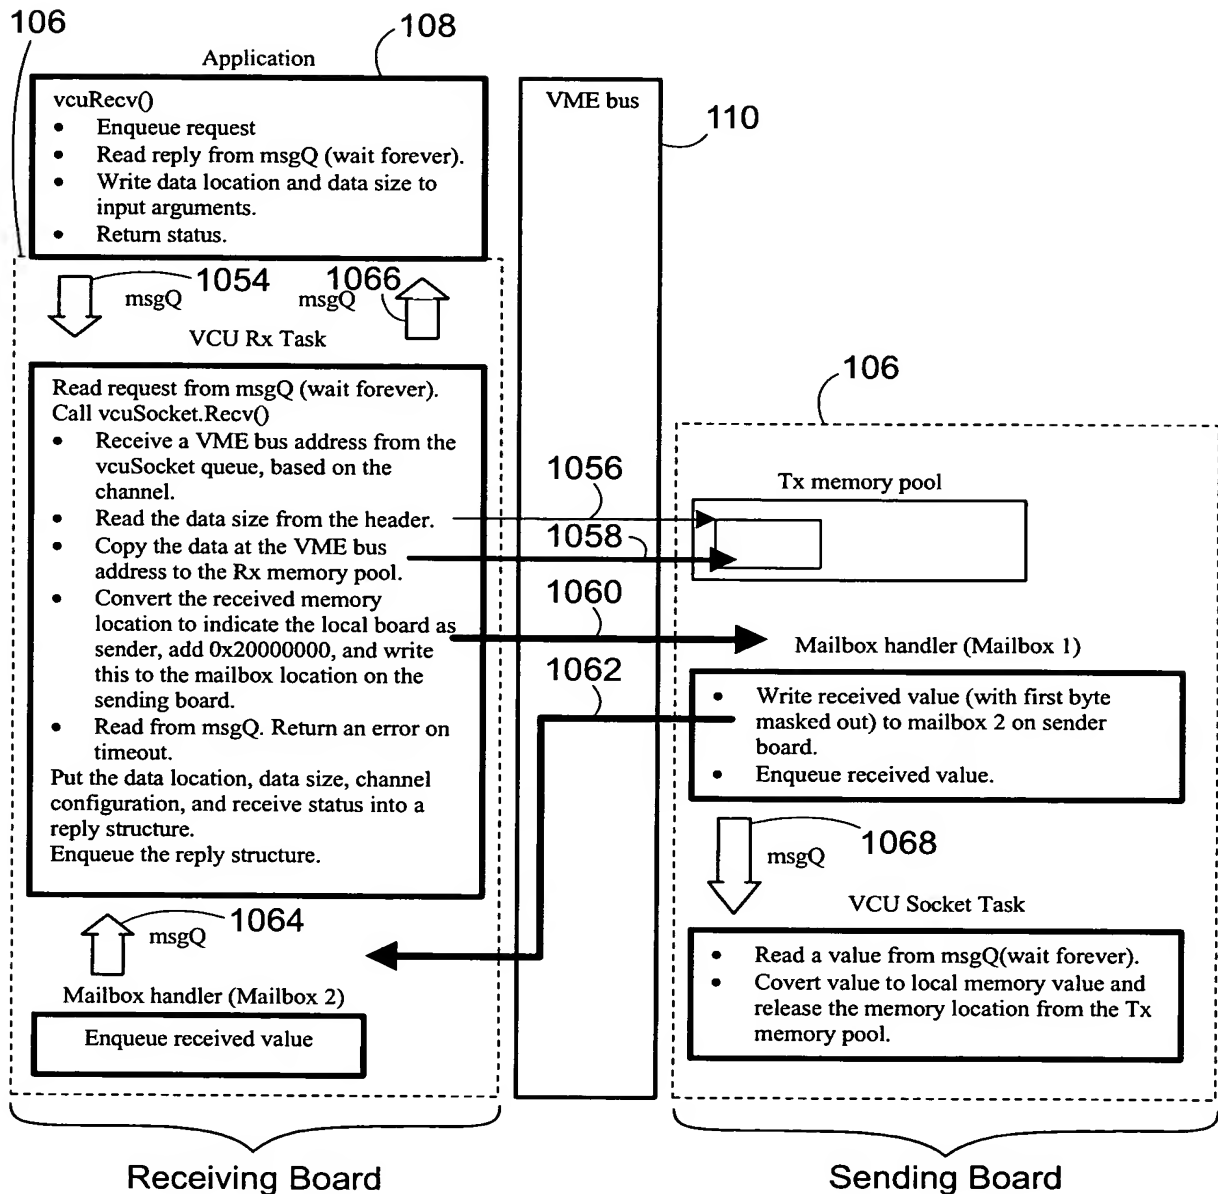 106
108
Application
vcuRecv()
• Enqueue request
• Read reply from msgQ (wait forever).
• Write data location and data size to
input arguments.
• Return status.
VME bus
110
1054
msgQ
1066
msgQ
VCU Rx Task
Read request from msgQ (wait forever).
Call vcuSocket.Recv()
• Receive a VME bus address from the
vcuSocket queue, based on the
channel.
• Read the data size from the header.
• Copy the data at the VME bus
address to the Rx memory pool.
• Convert the received memory
location to indicate the local board as
sender, add 0x20000000, and write
this to the mailbox location on the
sending board.
• Read from msgQ. Return an error on
timeout.
Put the data location, data size, channel
configuration, and receive status into a
reply structure.
Enqueue the reply structure.
1056
1058
1060
1062
106
Tx memory pool
Mailbox handler (Mailbox 1)
• Write received value (with first byte
masked out) to mailbox 2 on sender
board.
• Enqueue received value.
msgQ
1068
VCU Socket Task
• Read a value from msgQ(wait forever).
• Covert value to local memory value and
release the memory location from the Tx
memory pool.
1064
msgQ
Mailbox handler (Mailbox 2)
Enqueue received value
Receiving Board
Sending Board